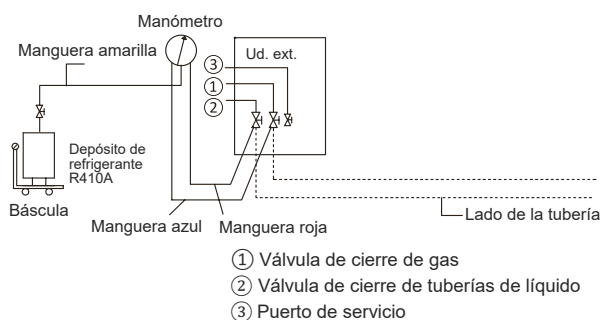 Manómetro
Manguera amarilla
Ud. ext.
③
①
②
Depósito de
refrigerante
R410A
Báscula
Manguera azul
Manguera roja
Lado de la tubería
① Válvula de cierre de gas
② Válvula de cierre de tuberías de líquido
③ Puerto de servicio